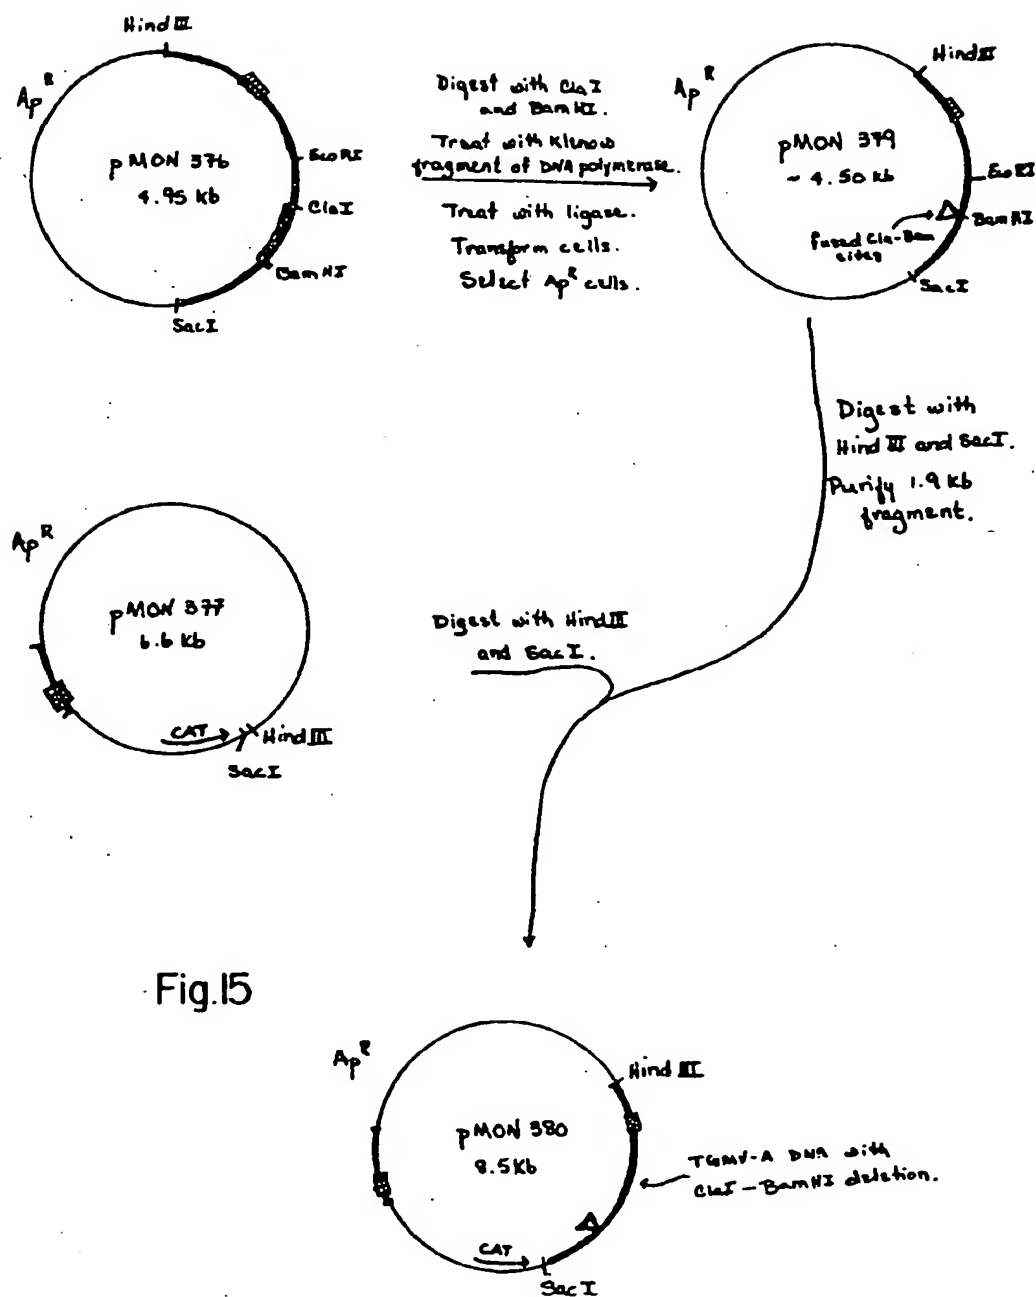 Hind III
Ap R
pMON 376
4.95 kb
EcoRI
ClaI
BamHI
SacI
Digest with ClaI
and BamHI.
Treat with Klenow
fragment of DNA polymerase.
Treat with ligase.
Transform cells.
Select Ap R cells.
Hind III
Ap R
pMON 379
~ 4.50 kb
EcoRI
BamHI
fused Cla-Bam
sites
SacI
Digest with
Hind III and SacI.
Purify 1.9 kb
fragment.
Ap R
pMON 377
6.6 kb
CAT
Hind III
SacI
Digest with Hind III
and SacI.
Fig.15
Ap R
Hind III
pMON 380
8.5 Kb
TGMV-A DNA with
ClaI-BamHI deletion.
CAT
SacI